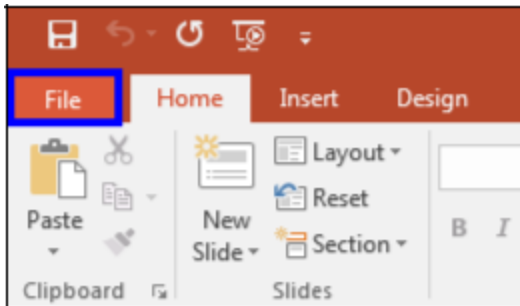 File Home Insert Design
Layout
Reset
Paste New
Slide Section
B I
Clipboard Slides